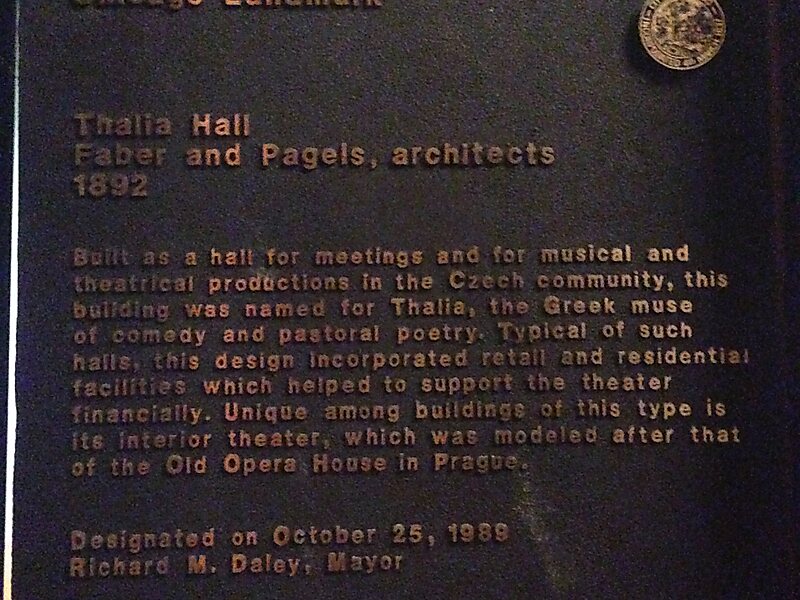 Chicago Landmark
Thalia Hall
Faber and Pagels, architects
1892
Built as a hall for meetings and for musical and
theatrical productions in the Czech community, this
building was named for Thalia, the Greek muse
of comedy and pastoral poetry. Typical of such
halls, this design incorporated retail and residential
facilities which helped to support the theater
financially. Unique among buildings of this type is
its interior theater, which was modeled after that
of the Old Opera House in Prague.
Designated on October 25, 1989
Richard M. Daley, Mayor